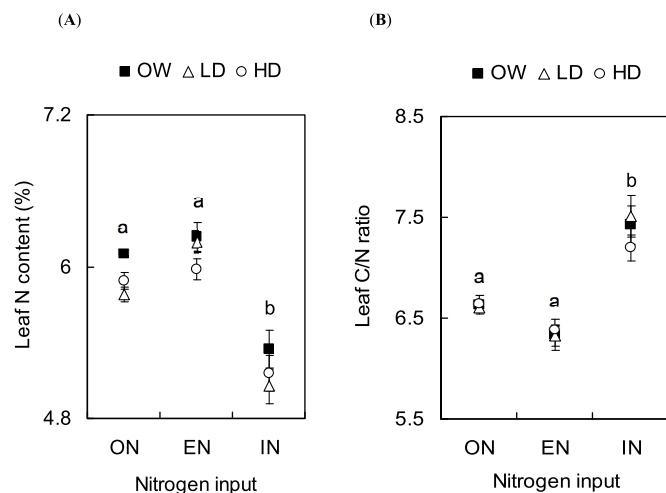 (A)
■ OW △ LD ○ HD
7.2
6
4.8
Leaf N content (%)
a
a
b
ON EN IN
Nitrogen input
(B)
■ OW △ LD ○ HD
8.5
7.5
6.5
5.5
Leaf C/N ratio
a
a
b
ON EN IN
Nitrogen input